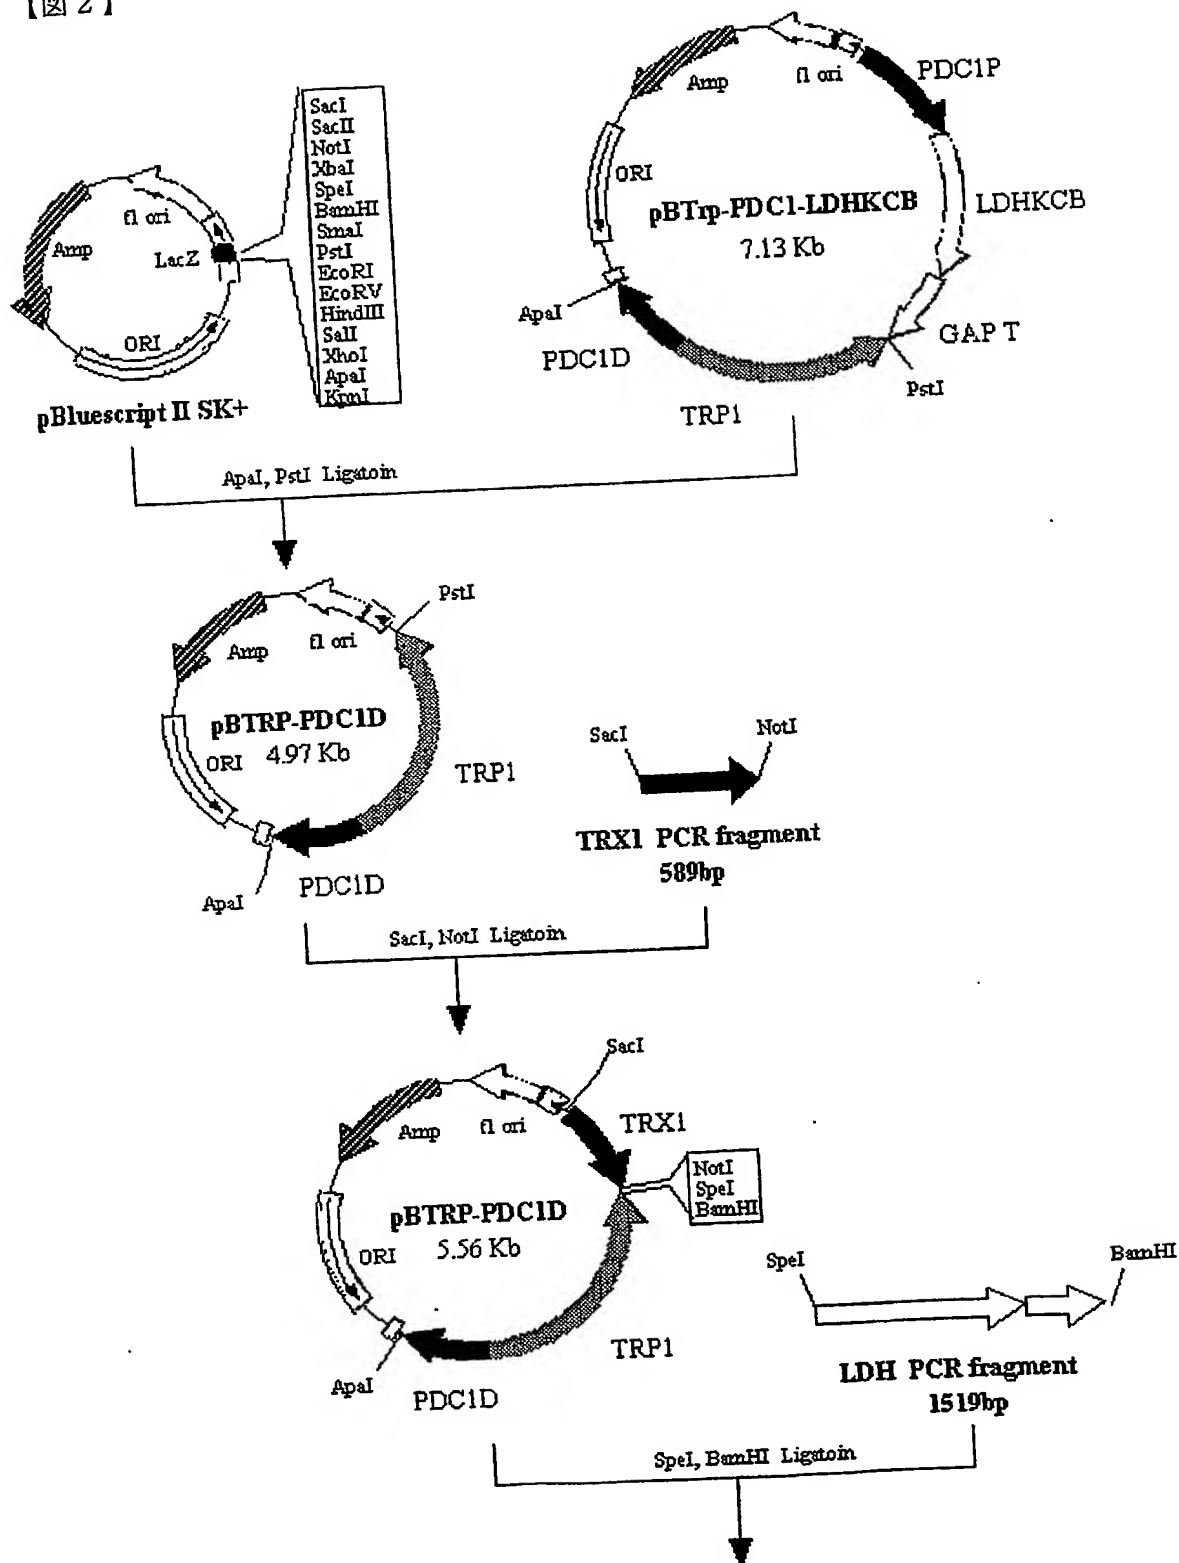 【図2】
SacI
SacII
NotI
XbaI
SpeI
BamHI
SmaI
PstI
EcoRI
EcoRV
HindIII
SalI
XhoI
ApaI
KpnI
f1 ori
Amp
LacZ
ORI
pBluescript II SK+
Amp
f1 ori
PDC1P
ORI
pBTrp-PDC1-LDHKCB
7.13 Kb
LDHKCB
ApaI
PDC1D
GAP T
PstI
TRP1
ApaI, PstI Ligatoin
PstI
Amp
f1 ori
pBTRP-PDC1D
ORI
4.97 Kb
TRP1
ApaI
PDC1D
SacI
NotI
TRX1 PCR fragment
589bp
SacI, NotI Ligatoin
SacI
Amp
f1 ori
TRX1
NotI
SpeI
BamHI
pBTRP-PDC1D
ORI
5.56 Kb
TRP1
ApaI
PDC1D
SpeI
BamHI
LDH PCR fragment
1519bp
SpeI, BamHI Ligatoin